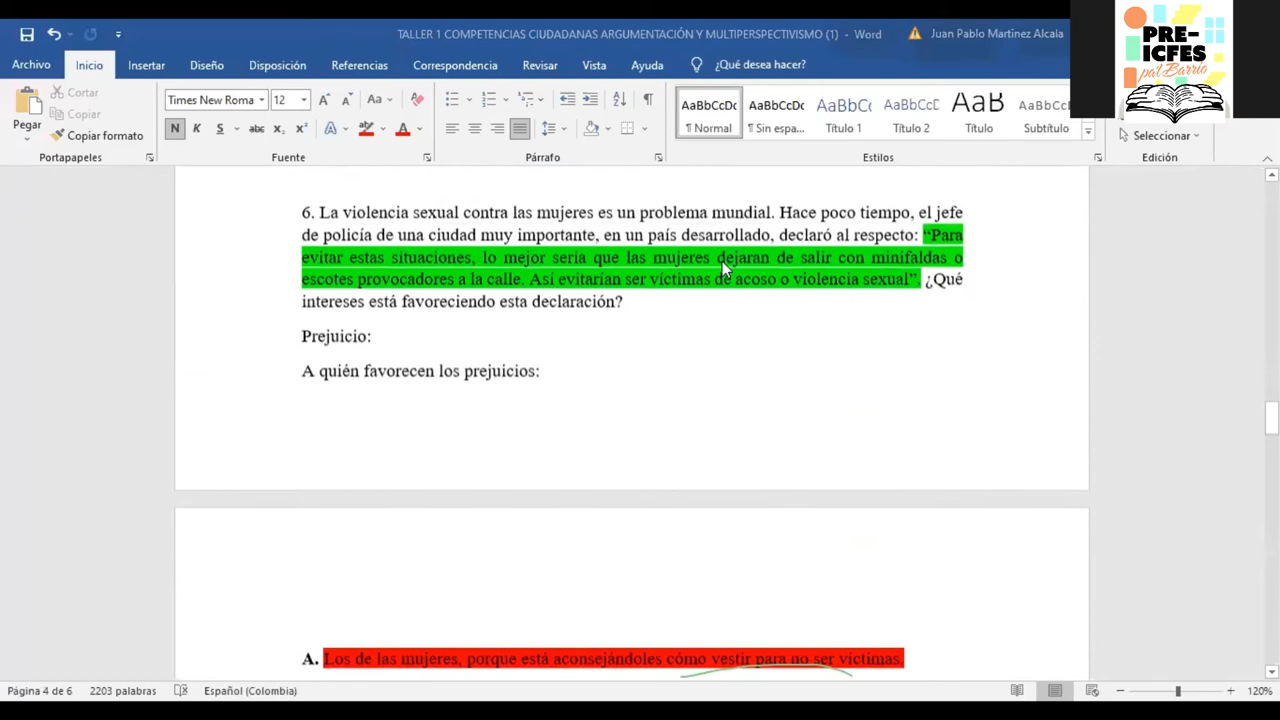 TALLER 1 COMPETENCIAS CIUDADANAS ARGUMENTACIÓN Y MULTIPERSPECTIVISMO (1) - Word
Juan Pablo Martinez Alcala
PRE-
ICFES
pal Barrio
Archivo Inicio Insertar Diseño Disposición Referencias Correspondencia Revisar Vista Ayuda ¿Qué desea hacer?
Pegar
Cortar
Copiar
Copiar formato
Portapapeles
Times New Roma 12
N K S abc x₂ x²
Fuente
Párrafo
AaBbCcDc AaBbCcDc AaBbC AaBbCcD AaB AaBbCcD
¶ Normal ¶ Sin espa... Título 1 Título 2 Título Subtítulo
Estilos
Seleccionar
Edición
6. La violencia sexual contra las mujeres es un problema mundial. Hace poco tiempo, el jefe
de policía de una ciudad muy importante, en un país desarrollado, declaró al respecto: “Para
evitar estas situaciones, lo mejor sería que las mujeres dejaran de salir con minifaldas o
escotes provocadores a la calle. Así evitarían ser víctimas de acoso o violencia sexual”. ¿Qué
intereses está favoreciendo esta declaración?
Prejuicio:
A quién favorecen los prejuicios:
A. Los de las mujeres, porque está aconsejándoles cómo vestir para no ser víctimas.
Página 4 de 6 2203 palabras Español (Colombia) 120%